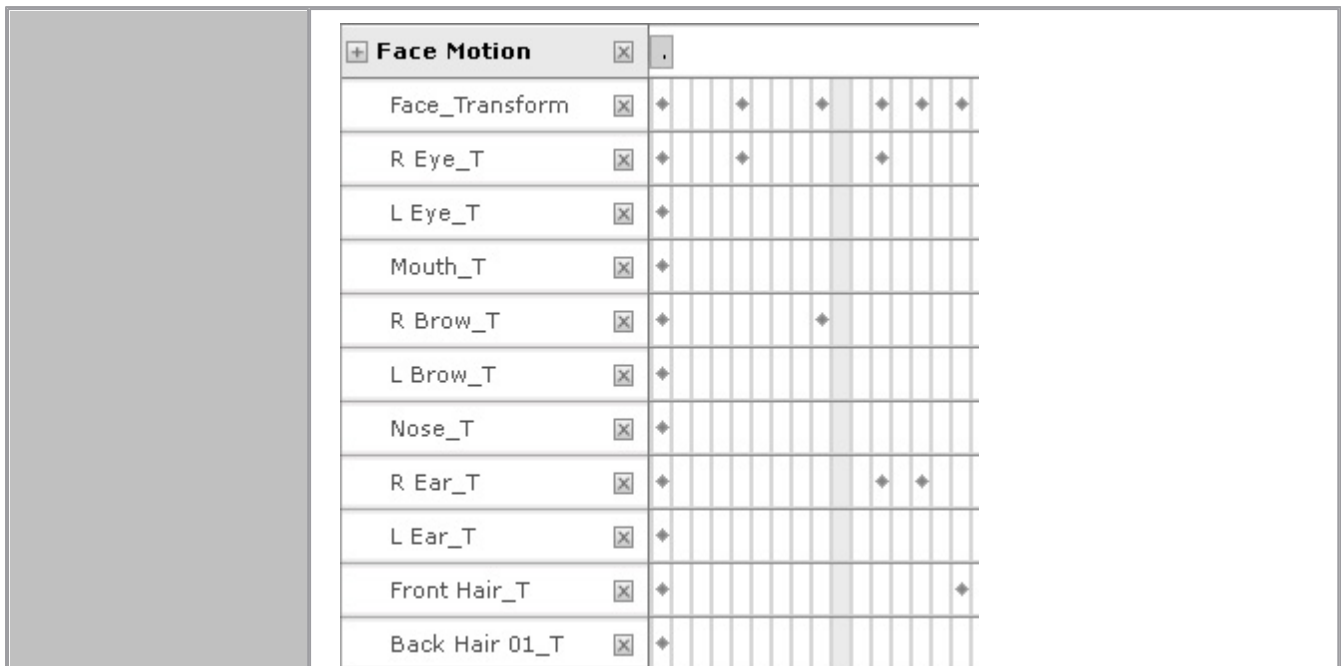 Face Motion
Face_Transform
R Eye_T
L Eye_T
Mouth_T
R Brow_T
L Brow_T
Nose_T
R Ear_T
L Ear_T
Front Hair_T
Back Hair 01_T